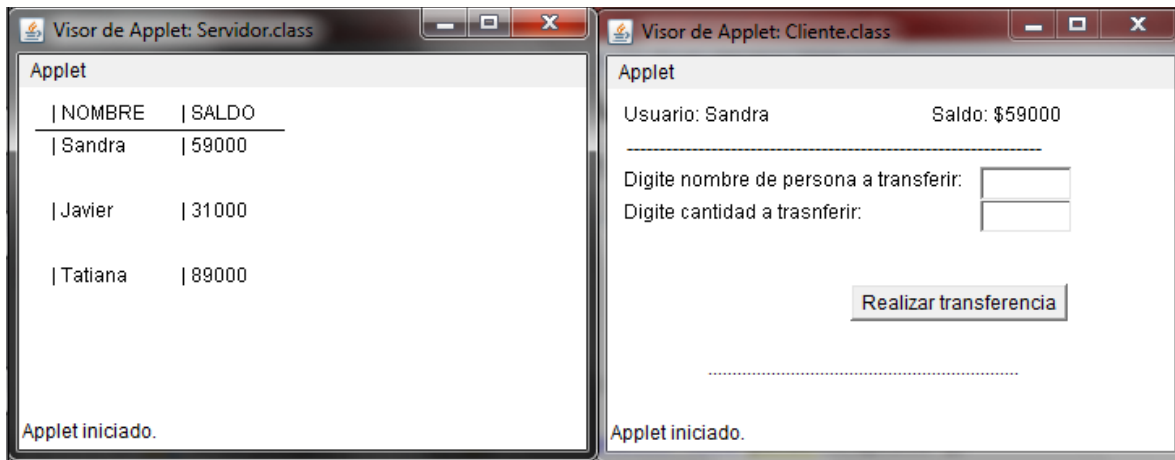 Visor de Applet: Servidor.class
Applet
| NOMBRE | SALDO
| Sandra | 59000
| Javier | 31000
| Tatiana | 89000
Applet iniciado.
Visor de Applet: Cliente.class
Applet
Usuario: Sandra Saldo: $59000
Digite nombre de persona a transferir:
Digite cantidad a trasnferir:
Realizar transferencia
Applet iniciado.